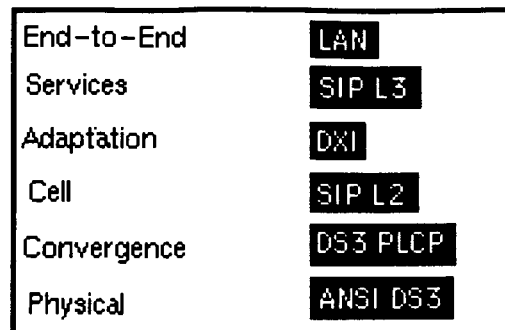 End-to-End LAN
Services SIP L3
Adaptation DXI
Cell SIP L2
Convergence DS3 PLCP
Physical ANSI DS3